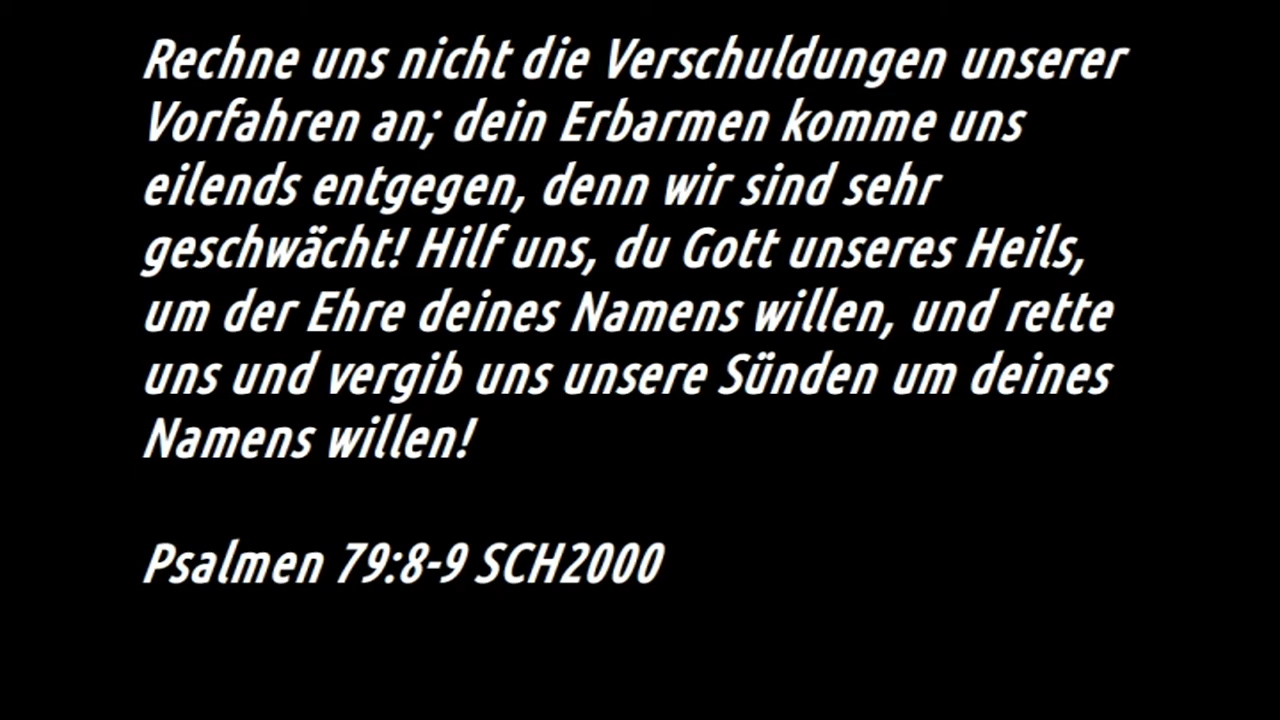 Rechne uns nicht die Verschuldungen unserer
Vorfahren an; dein Erbarmen komme uns
eilends entgegen, denn wir sind sehr
geschwächt! Hilf uns, du Gott unseres Heils,
um der Ehre deines Namens willen, und rette
uns und vergib uns unsere Sünden um deines
Namens willen!
Psalmen 79:8-9 SCH2000